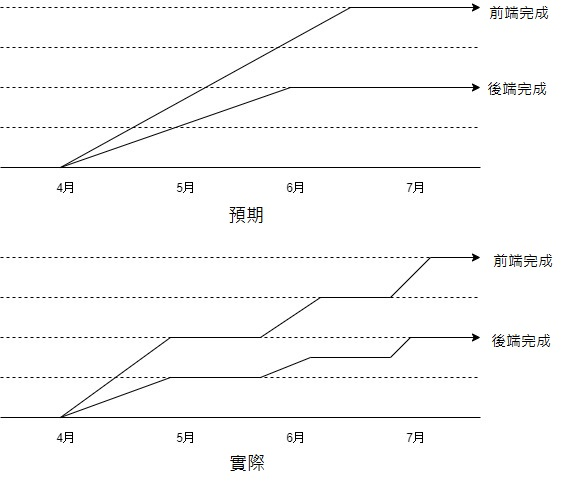 前端完成
後端完成
4月 5月 6月 7月
預期
前端完成
後端完成
4月 5月 6月 7月
實際